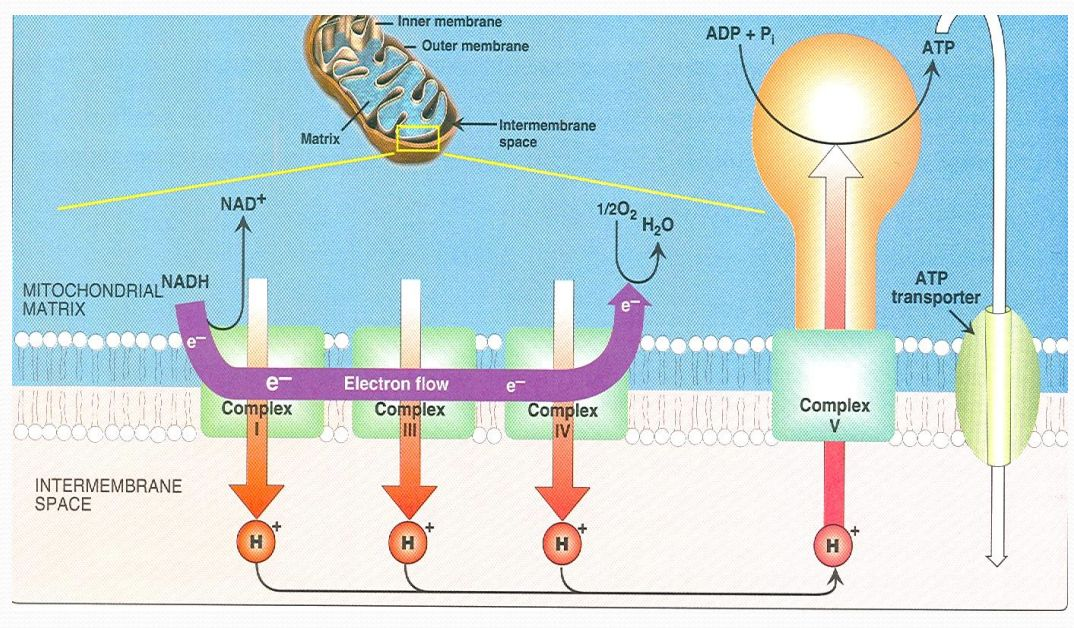 Inner membrane
Outer membrane
Matrix
Intermembrane
space
ADP + Pi
ATP
NAD+
NADH
1/2O2
H2O
MITOCHONDRIAL
MATRIX
ATP
transporter
e–
e–
Electron flow
e–
e–
Complex
I
Complex
III
Complex
IV
Complex
V
INTERMEMBRANE
SPACE
H+
H+
H+
H+